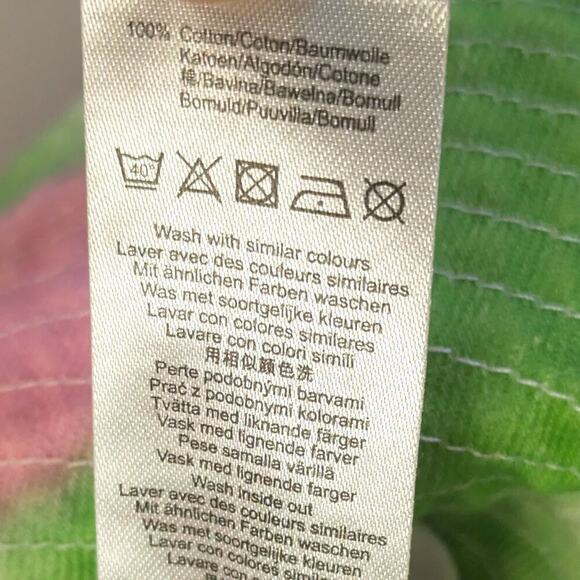 100% Cotton/Coton/Baumwolle
Katoen/Algodón/Cotone
棉/Bavlna/Bawełna/Bomull
Bomuld/Puuvilla/Bomull
40°
Wash with similar colours
Laver avec des couleurs similaires
Mit ähnlichen Farben waschen
Was met soortgelijke kleuren
Lavar con colores similares
Lavare con colori simili
用相似颜色洗
Perte podobnými barvami
Prać z podobnymi kolorami
Tvätta med liknande färger
Vask med lignende farver
Pese samalla värillä
Vask med lignende farger
Wash inside out
Laver avec des couleurs similaires
Mit ähnlichen Farben waschen
Was met soortgelijke kleuren
Lavar con colores similares
Lavare con colori